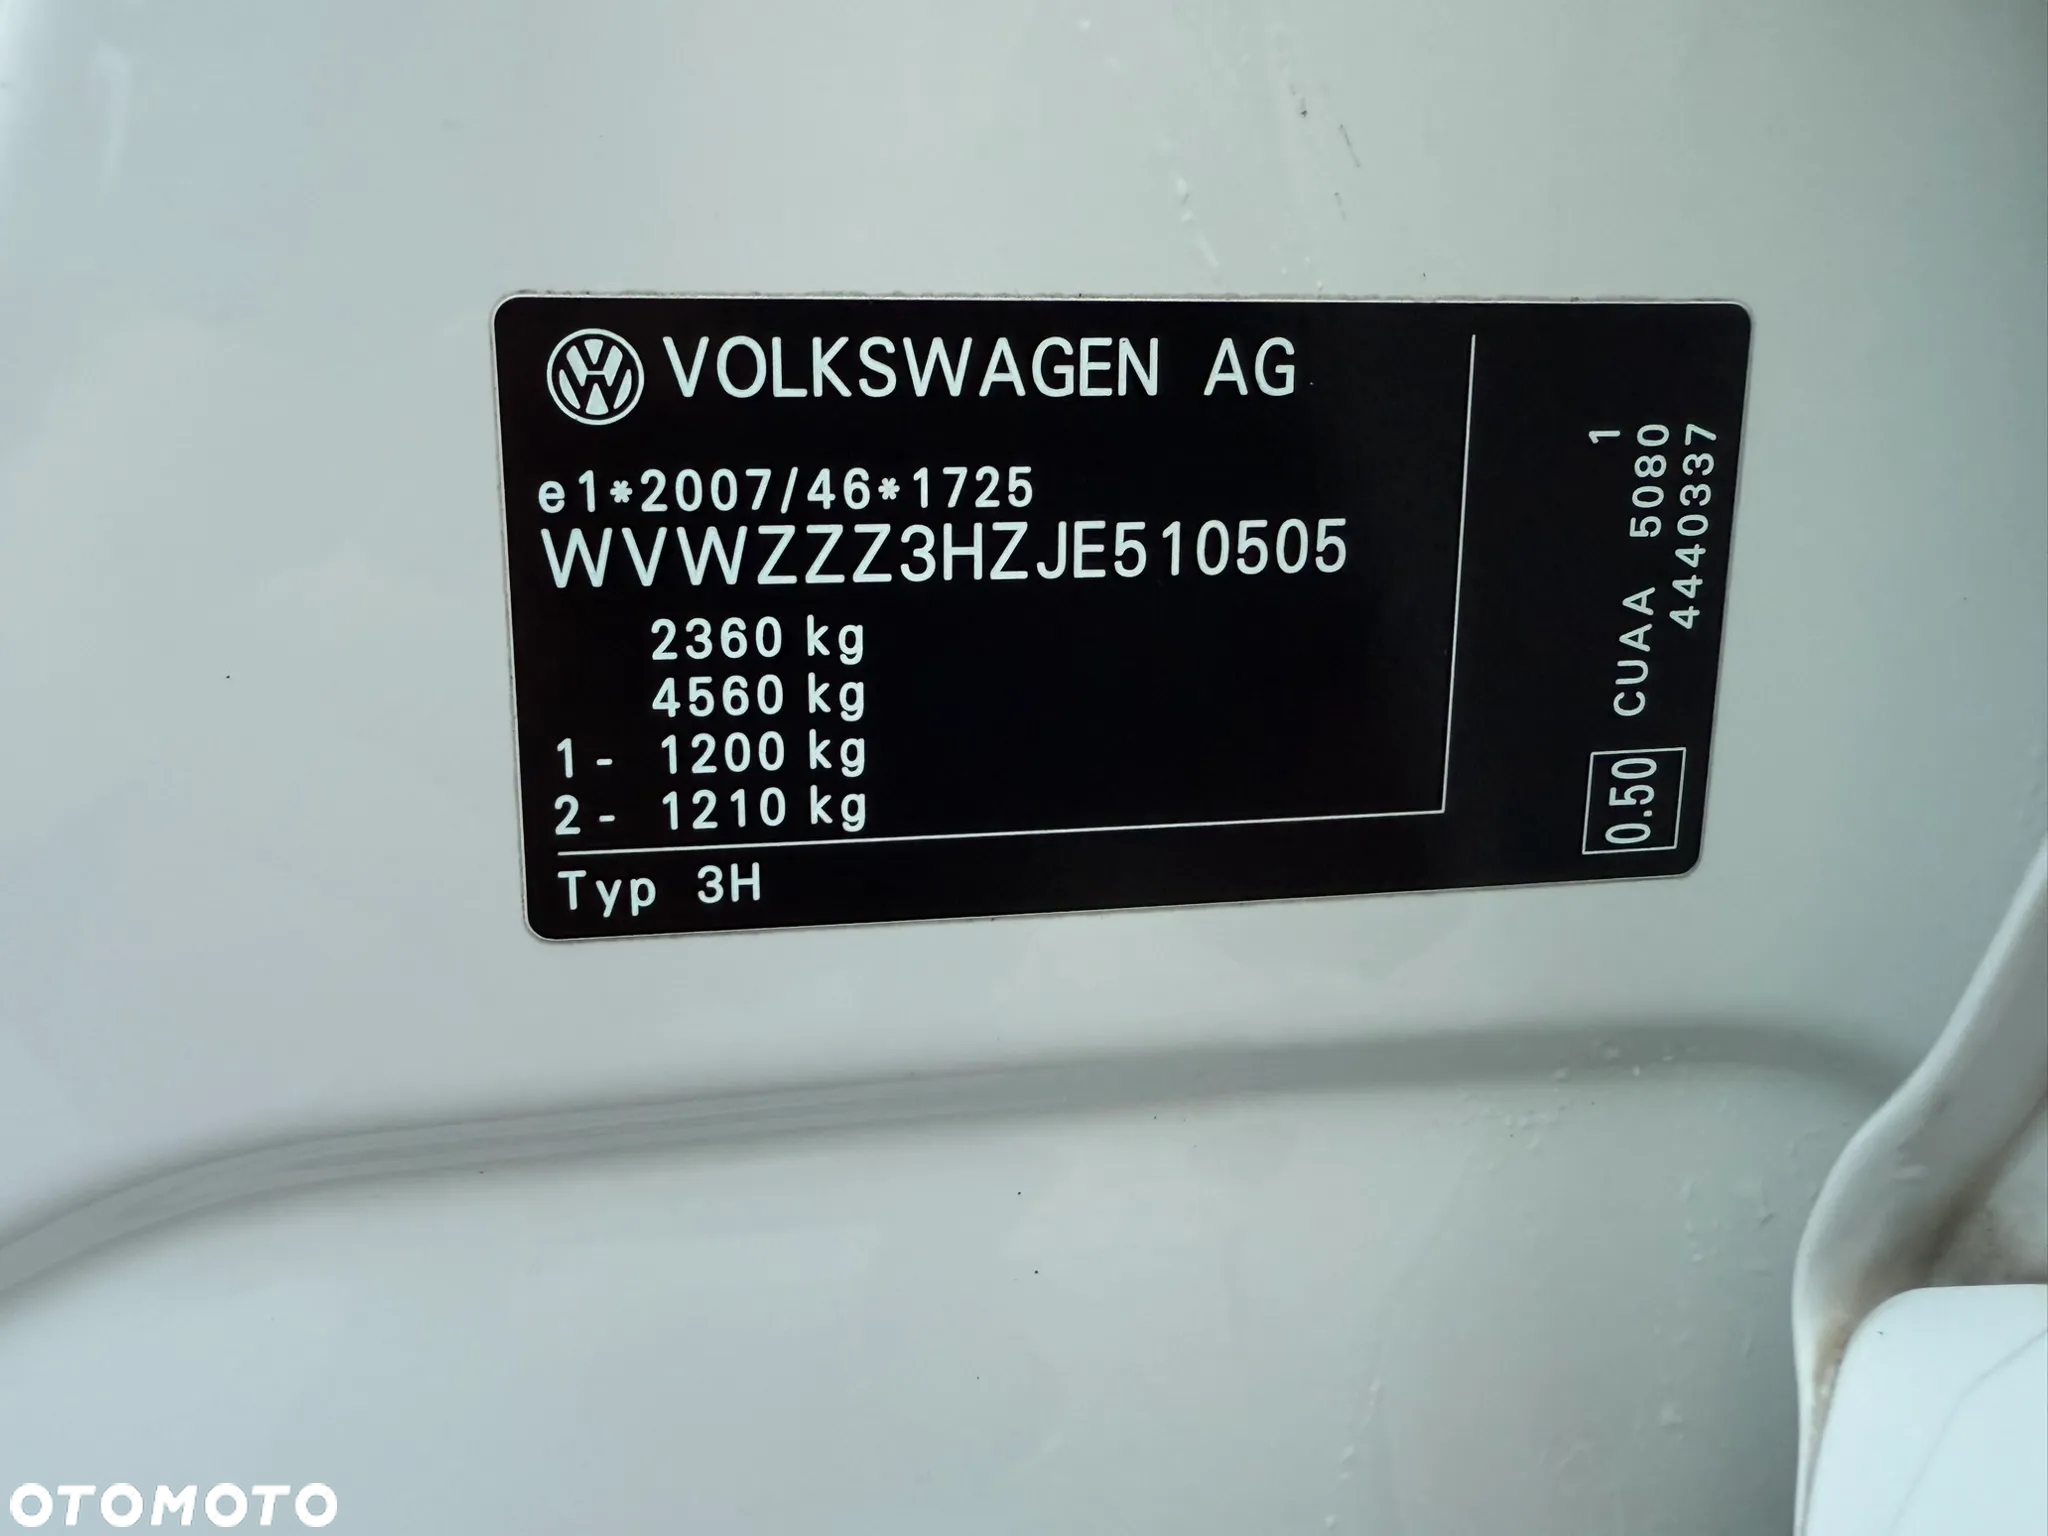 VOLKSWAGEN AG
e1*2007/46*1725
WVWZZZ3HZJE510505
2360 kg
4560 kg
1- 1200 kg
2- 1210 kg
Typ 3H
1
CUAA 5080
4440337
0.50
OTOMOTO